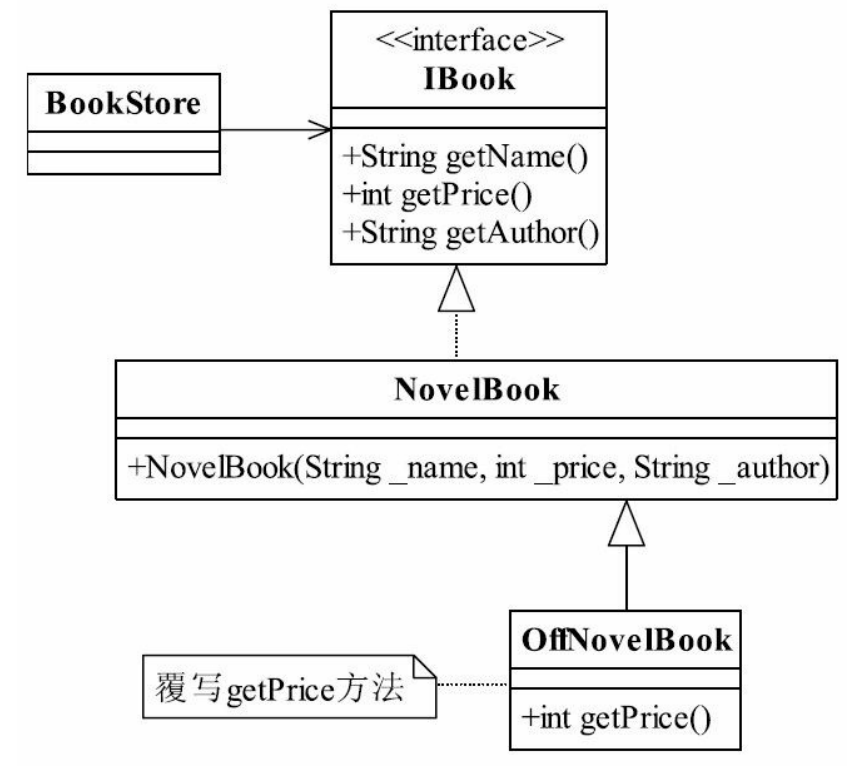 <<interface>>
IBook
BookStore
+String getName()
+int getPrice()
+String getAuthor()
NovelBook
+NovelBook(String _name, int _price, String _author)
OffNovelBook
覆写getPrice方法
+int getPrice()